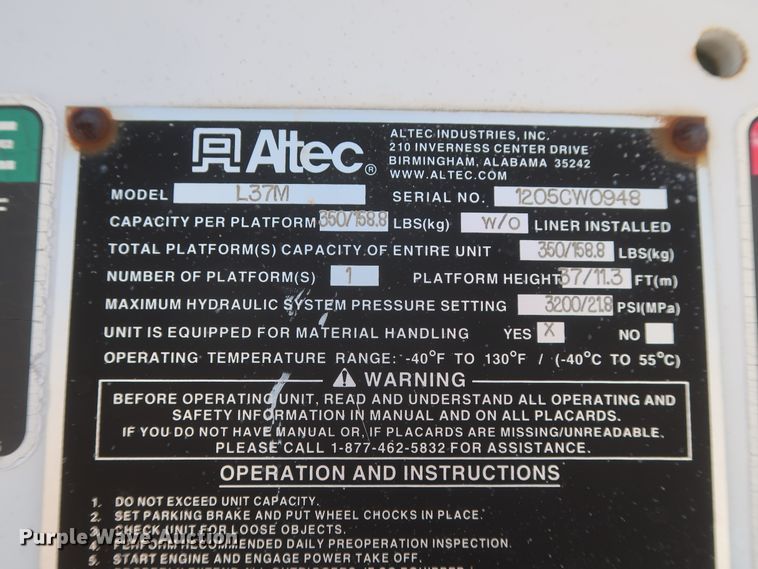 Altec®
ALTEC INDUSTRIES, INC.
210 INVERNESS CENTER DRIVE
BIRMINGHAM, ALABAMA 35242
WWW.ALTEC.COM
MODEL L37M SERIAL NO. 1205CW0948
CAPACITY PER PLATFORM 350/158.8 LBS(kg) W/O LINER INSTALLED
TOTAL PLATFORM(S) CAPACITY OF ENTIRE UNIT 350/158.8 LBS(kg)
NUMBER OF PLATFORM(S) 1 PLATFORM HEIGHT 37/11.3 FT(m)
MAXIMUM HYDRAULIC SYSTEM PRESSURE SETTING 3200/21.8 PSI(MPa)
UNIT IS EQUIPPED FOR MATERIAL HANDLING YES X NO
OPERATING TEMPERATURE RANGE: -40°F TO 130°F / (-40°C TO 55°C)
WARNING
BEFORE OPERATING UNIT, READ AND UNDERSTAND ALL OPERATING AND
SAFETY INFORMATION IN MANUAL AND ON ALL PLACARDS.
IF YOU DO NOT HAVE MANUAL OR, IF PLACARDS ARE MISSING/UNREADABLE.
PLEASE CALL 1-877-462-5832 FOR ASSISTANCE.
OPERATION AND INSTRUCTIONS
1. DO NOT EXCEED UNIT CAPACITY.
2. SET PARKING BRAKE AND PUT WHEEL CHOCKS IN PLACE.
3. CHECK UNIT FOR LOOSE OBJECTS.
4. PERFORM RECOMMENDED DAILY PREOPERATION INSPECTION.
5. START ENGINE AND ENGAGE POWER TAKE OFF.
Purple Wave Auction
Purple Wave Auction